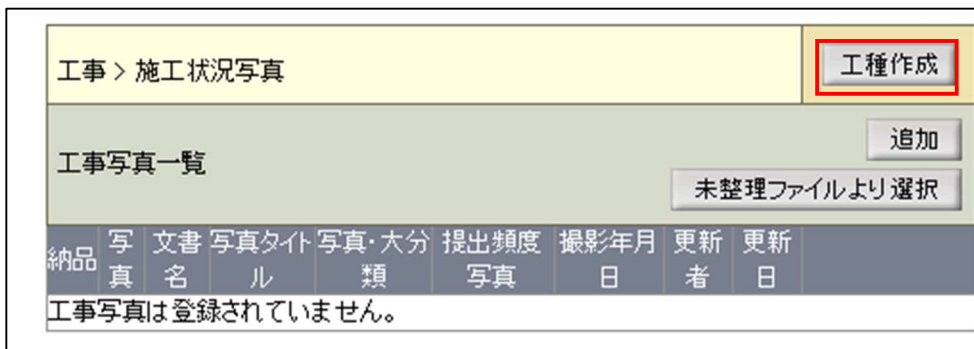 工事 > 施工状況写真
工種作成
工事写真一覧
追加
未整理ファイルより選択
納品 写真 文書名 写真タイトル 写真・大分類 提出頻度写真 撮影年月日 更新者 更新日
工事写真は登録されていません。